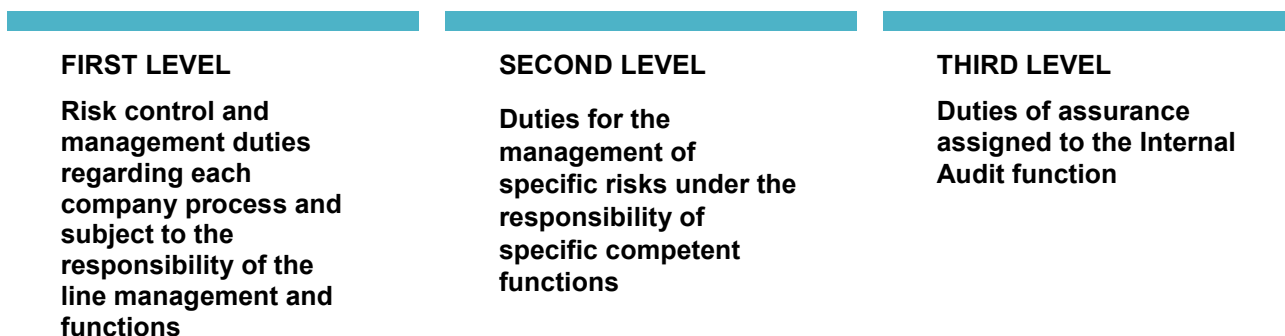 FIRST LEVEL
Risk control and
management duties
regarding each
company process and
subject to the
responsibility of the
line management and
functions
SECOND LEVEL
Duties for the
management of
specific risks under the
responsibility of
specific competent
functions
THIRD LEVEL
Duties of assurance
assigned to the Internal
Audit function